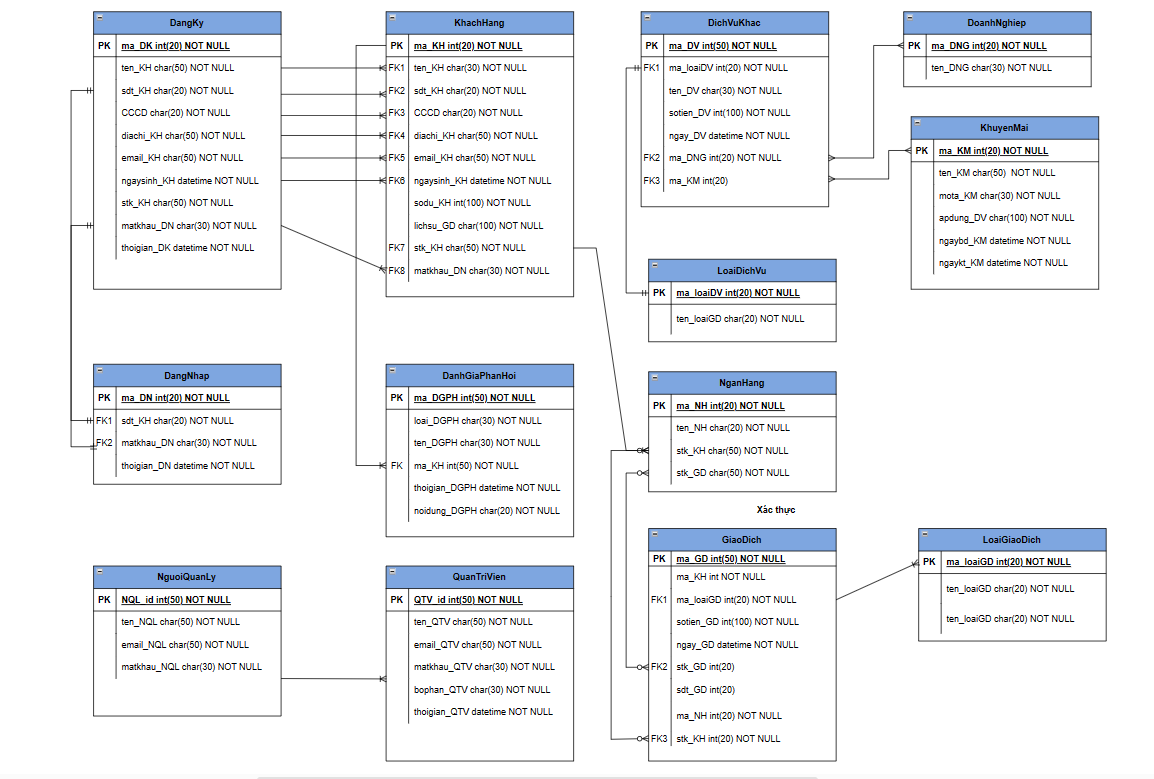 DangKy
PK ma_DK int(20) NOT NULL
ten_KH char(50) NOT NULL
sdt_KH char(20) NOT NULL
CCCD char(20) NOT NULL
diachi_KH char(50) NOT NULL
email_KH char(50) NOT NULL
ngaysinh_KH datetime NOT NULL
stk_KH char(50) NOT NULL
matkhau_DN char(30) NOT NULL
thoigian_DK datetime NOT NULL
KhachHang
PK ma_KH int(20) NOT NULL
FK1 ten_KH char(30) NOT NULL
FK2 sdt_KH char(20) NOT NULL
FK3 CCCD char(20) NOT NULL
FK4 diachi_KH char(50) NOT NULL
FK5 email_KH char(50) NOT NULL
FK6 ngaysinh_KH datetime NOT NULL
sodu_KH int(100) NOT NULL
lichsu_GD char(100) NOT NULL
FK7 stk_KH char(50) NOT NULL
FK8 matkhau_DN char(30) NOT NULL
DichVuKhac
PK ma_DV int(50) NOT NULL
FK1 ma_loaiDV int(20) NOT NULL
ten_DV char(30) NOT NULL
sotien_DV int(100) NOT NULL
ngay_DV datetime NOT NULL
FK2 ma_DNG int(20) NOT NULL
FK3 ma_KM int(20)
DoanhNghiep
PK ma_DNG int(20) NOT NULL
ten_DNG char(30) NOT NULL
KhuyenMai
PK ma_KM int(20) NOT NULL
ten_KM char(50) NOT NULL
mota_KM char(30) NOT NULL
apdung_DV char(100) NOT NULL
ngaybd_KM datetime NOT NULL
ngaykt_KM datetime NOT NULL
LoaiDichVu
PK ma_loaiDV int(20) NOT NULL
ten_loaiGD char(20) NOT NULL
DangNhap
PK ma_DN int(20) NOT NULL
FK1 sdt_KH char(20) NOT NULL
FK2 matkhau_DN char(30) NOT NULL
thoigian_DN datetime NOT NULL
DanhGiaPhanHoi
PK ma_DGPH int(50) NOT NULL
loai_DGPH char(30) NOT NULL
ten_DGPH char(30) NOT NULL
FK ma_KH int(50) NOT NULL
thoigian_DGPH datetime NOT NULL
noidung_DGPH char(20) NOT NULL
NganHang
PK ma_NH int(20) NOT NULL
ten_NH char(20) NOT NULL
stk_KH char(50) NOT NULL
stk_GD char(50) NOT NULL
Xác thực
NguoiQuanLy
PK NQL_id int(50) NOT NULL
ten_NQL char(50) NOT NULL
email_NQL char(50) NOT NULL
matkhau_NQL char(30) NOT NULL
QuanTriVien
PK QTV_id int(50) NOT NULL
ten_QTV char(50) NOT NULL
email_QTV char(50) NOT NULL
matkhau_QTV char(30) NOT NULL
bophan_QTV char(30) NOT NULL
thoigian_QTV datetime NOT NULL
GiaoDich
PK ma_GD int(50) NOT NULL
ma_KH int NOT NULL
FK1 ma_loaiGD int(20) NOT NULL
sotien_GD int(100) NOT NULL
ngay_GD datetime NOT NULL
FK2 stk_GD int(20)
sdt_GD int(20)
ma_NH int(20) NOT NULL
FK3 stk_KH int(20) NOT NULL
LoaiGiaoDich
PK ma_loaiGD int(20) NOT NULL
ten_loaiGD char(20) NOT NULL
ten_loaiGD char(20) NOT NULL